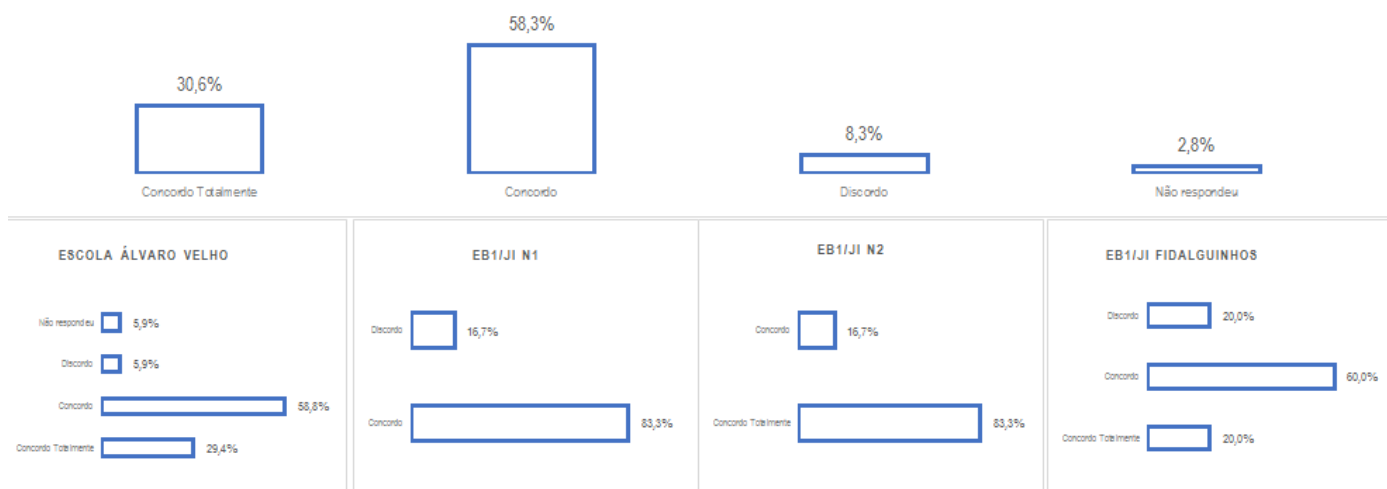 58,3%
30,6%
8,3%
2,8%
Concordo Totalmente
Concordo
Discordo
Não respondeu
ESCOLA ÁLVARO VELHO
Não respondeu
5,9%
Discordo
5,9%
Concordo
58,8%
Concordo Totalmente
29,4%
EB1/JI N1
Discordo
16,7%
Concordo
83,3%
EB1/JI N2
Concordo
16,7%
Concordo Totalmente
83,3%
EB1/JI FIDALGUINHOS
Discordo
20,0%
Concordo
60,0%
Concordo Totalmente
20,0%